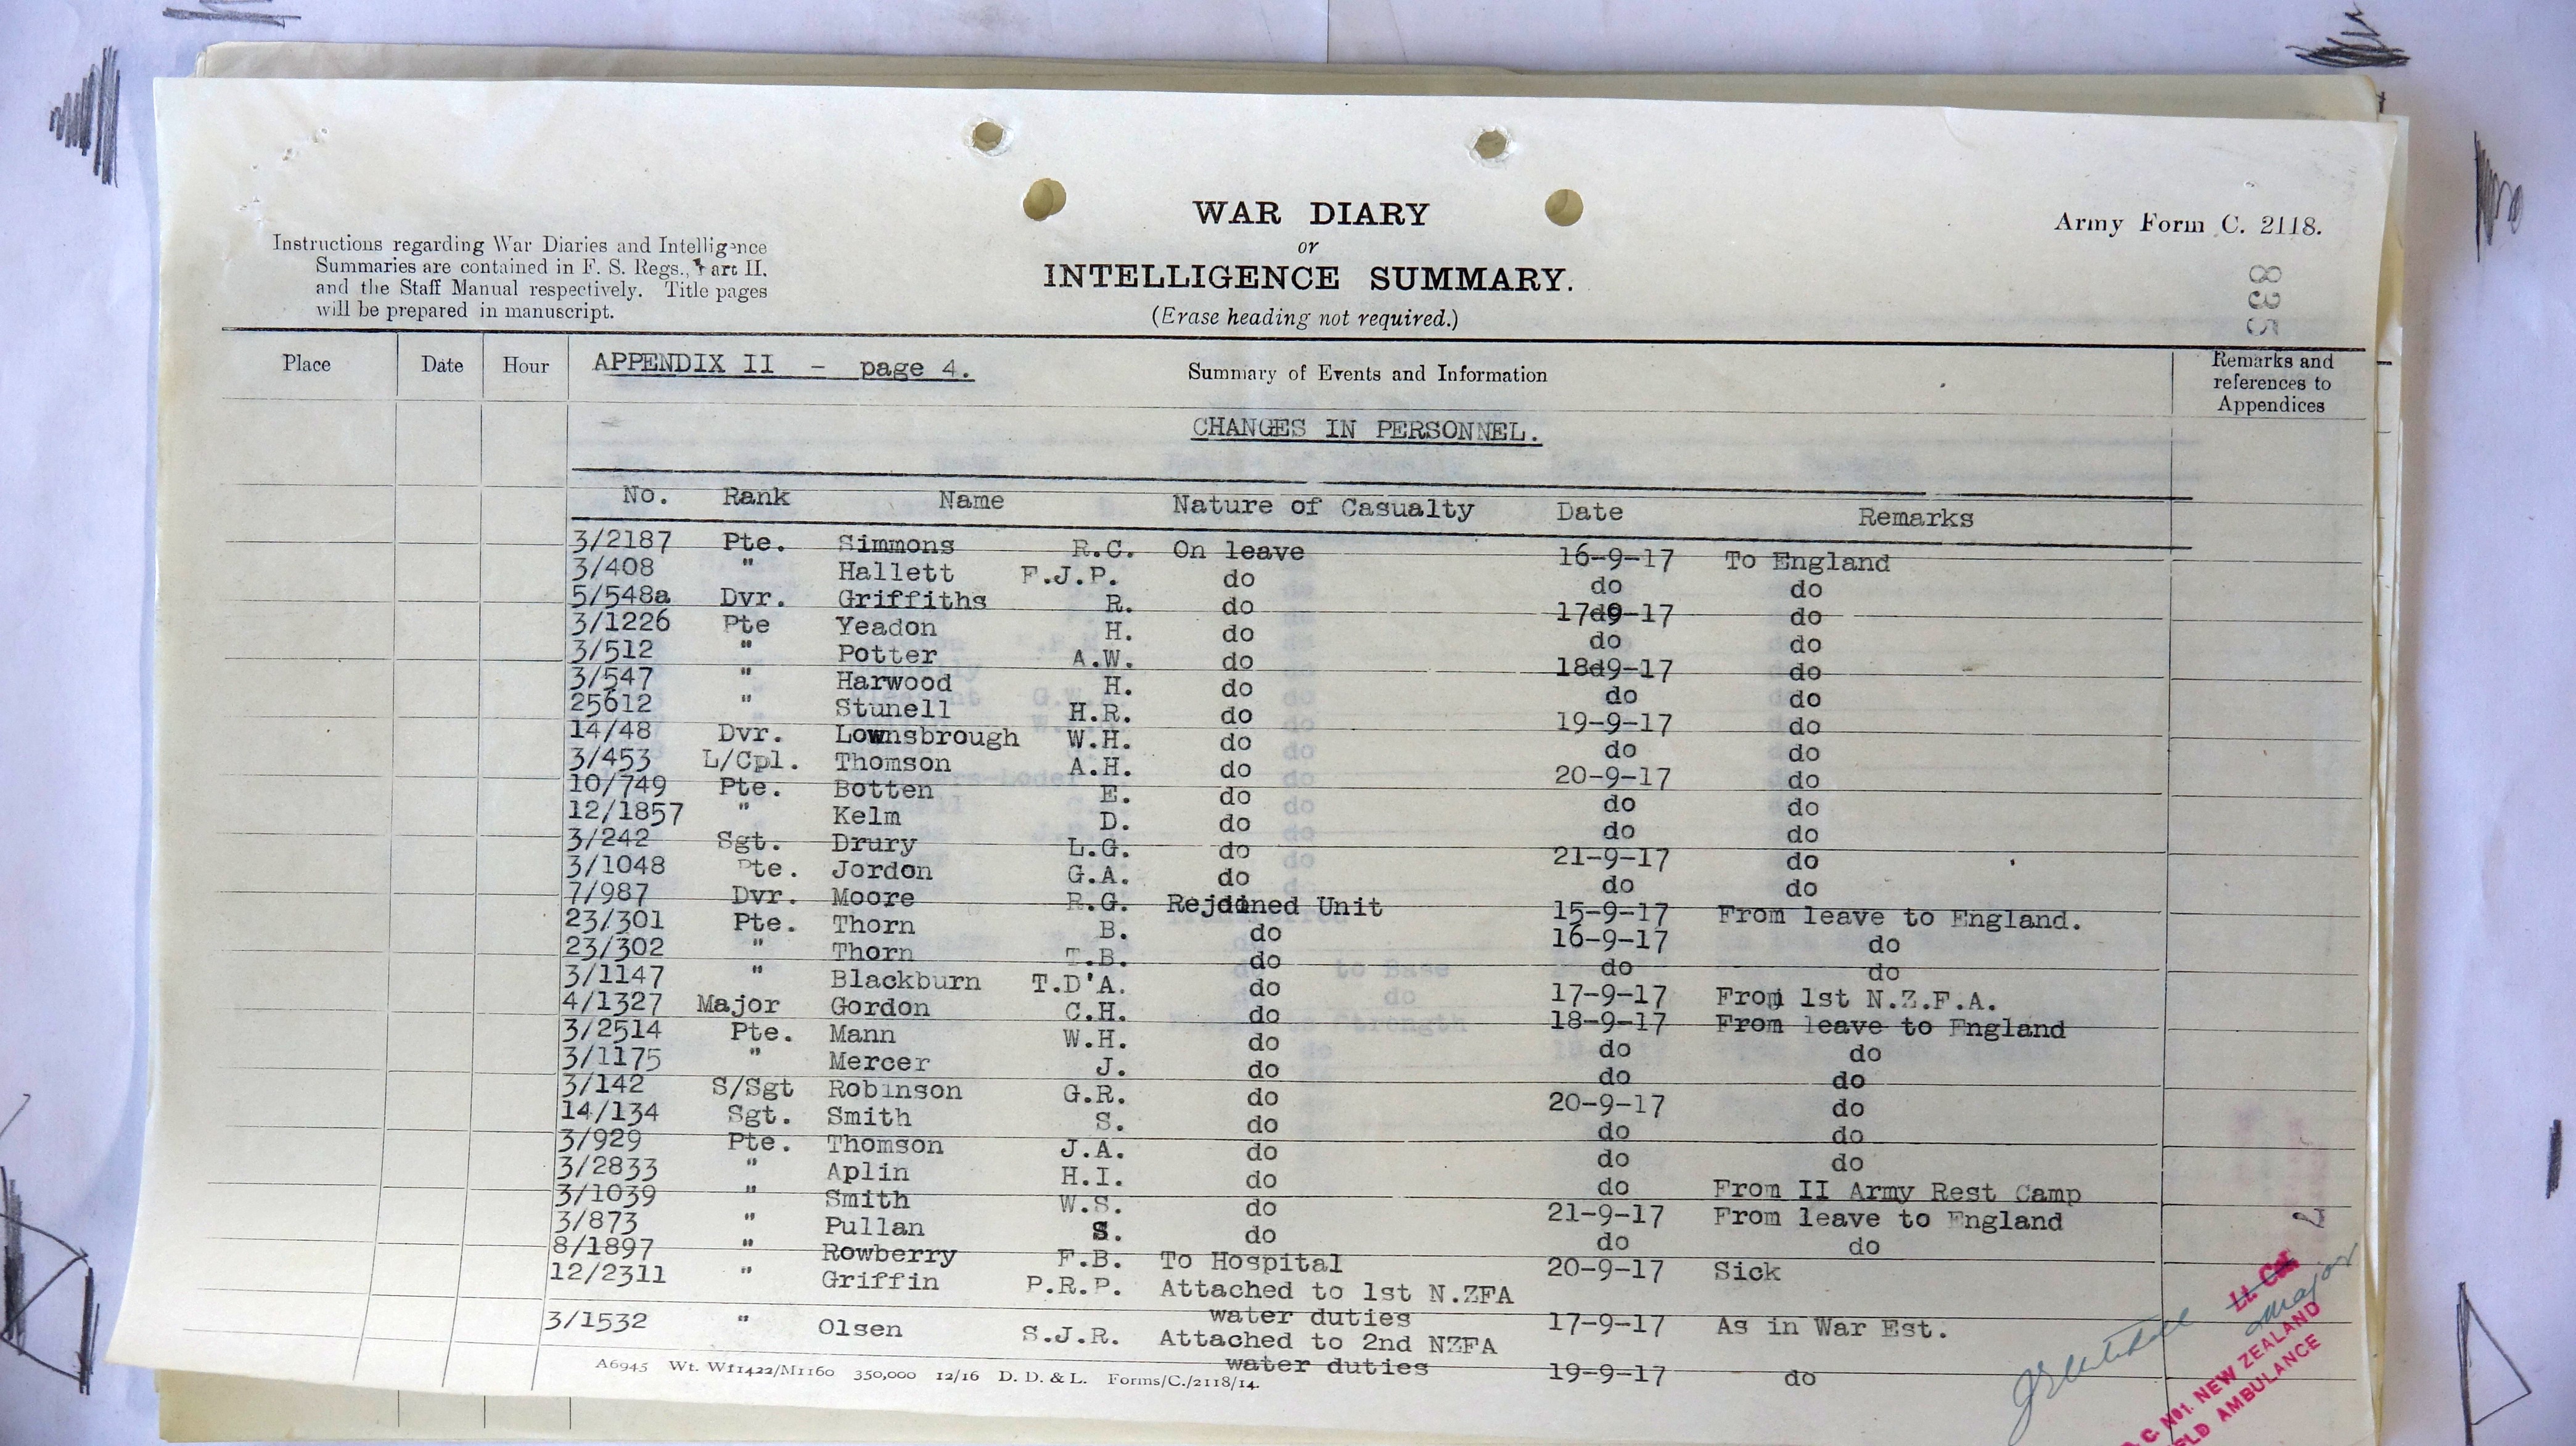 WAR DIARY
or
INTELLIGENCE SUMMARY.
(Erase heading not required.)
Army Form C. 2118.
835
Instructions regarding War Diaries and Intelligence
Summaries are contained in F. S. Regs., Part II.
and the Staff Manual respectively. Title pages
will be prepared in manuscript.
Place Date Hour APPENDIX II - page 4. Summary of Events and Information Remarks and references to Appendices
CHANGES IN PERSONNEL.
No. Rank Name Nature of Casualty Date Remarks
3/2187 Pte. Simmons R.C. On leave 16-9-17 To England
3/408 " Hallett F.J.P. do do do
5/548a Dvr. Griffiths R. do 17-9-17 do
3/1226 Pte Yeadon H. do do do
3/512 " Potter A.W. do 18-9-17 do
3/547 " Harwood H. do do do
25612 " Stunell H.R. do 19-9-17 do
14/48 Dvr. Lownsbrough W.H. do do do
3/453 L/Cpl. Thomson A.H. do 20-9-17 do
10/749 Pte. Botten E. do do do
12/1857 " Kelm D. do do do
3/242 Sgt. Drury L.G. do 21-9-17 do
3/1048 Pte. Jordon G.A. do do do
7/987 Dvr. Moore R.G. Rejoined Unit 15-9-17 From leave to England.
23/301 Pte. Thorn B. do 16-9-17 do
23/302 " Thorn T.B. do do do
3/1147 " Blackburn T.D'A. do 17-9-17 From 1st N.Z.F.A.
4/1327 Major Gordon C.H. do 18-9-17 From leave to England
3/2514 Pte. Mann W.H. do do do
3/1175 " Mercer J. do do do
3/142 S/Sgt Robinson G.R. do 20-9-17 do
14/134 Sgt. Smith S. do do do
3/929 Pte. Thomson J.A. do do do
3/2833 " Aplin H.I. do do From II Army Rest Camp
3/1039 " Smith W.S. do 21-9-17 From leave to England
3/873 " Pullan S. do do do
8/1897 " Rowberry F.B. To Hospital 20-9-17 Sick
12/2311 " Griffin P.R.P. Attached to 1st N.ZFA
water duties 17-9-17 As in War Est.
3/1532 " Olsen S.J.R. Attached to 2nd NZFA
water duties 19-9-17 do
A6945 Wt. W11422/M1160 350,000 12/16 D. D. & L. Forms/C./2118/14.
Lt. Col.
Major
C. No1. NEW ZEALAND
FLD AMBULANCE